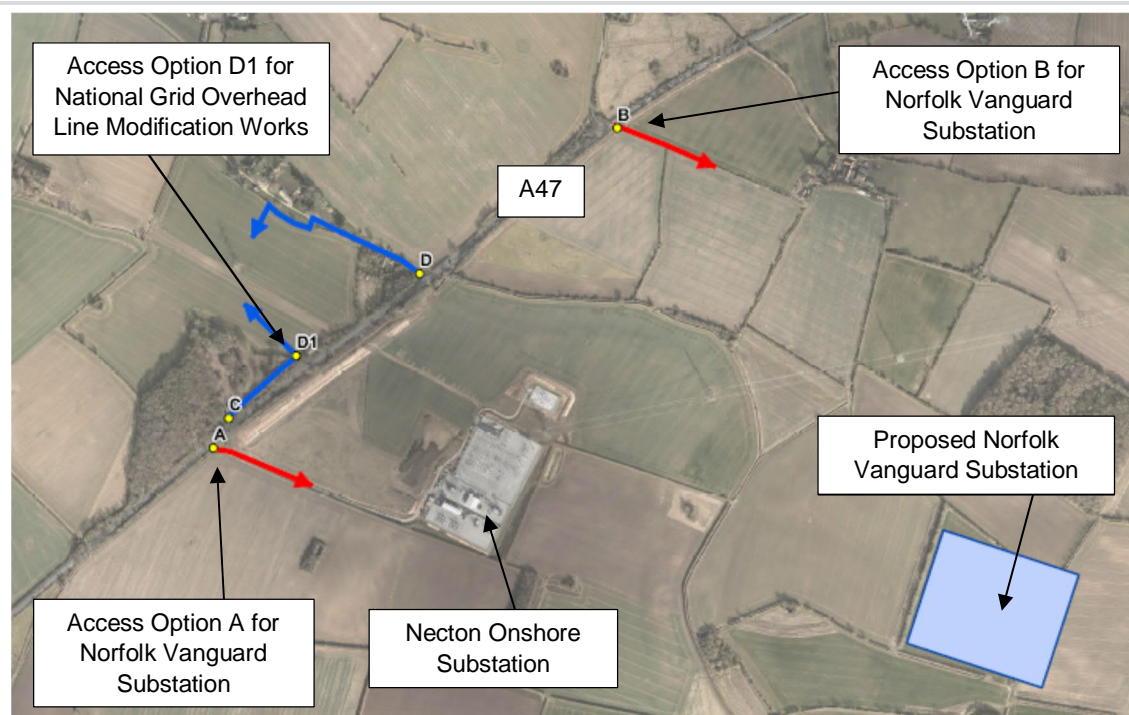 Access Option D1 for
National Grid Overhead
Line Modification Works
Access Option B for
Norfolk Vanguard
Substation
B
A47
D
D1
C
A
Proposed Norfolk
Vanguard Substation
Access Option A for
Norfolk Vanguard
Substation
Necton Onshore
Substation